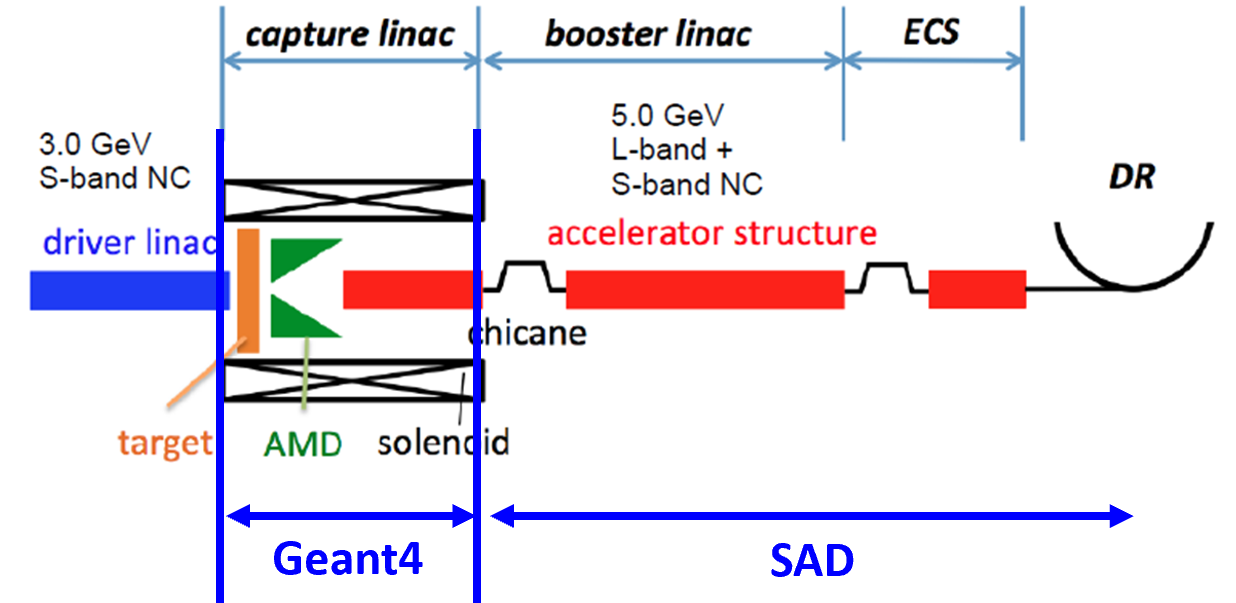 capture linac
booster linac
ECS
3.0 GeV
S-band NC
5.0 GeV
L-band +
S-band NC
DR
driver linac
accelerator structure
chicane
target
AMD
solenoid
Geant4
SAD